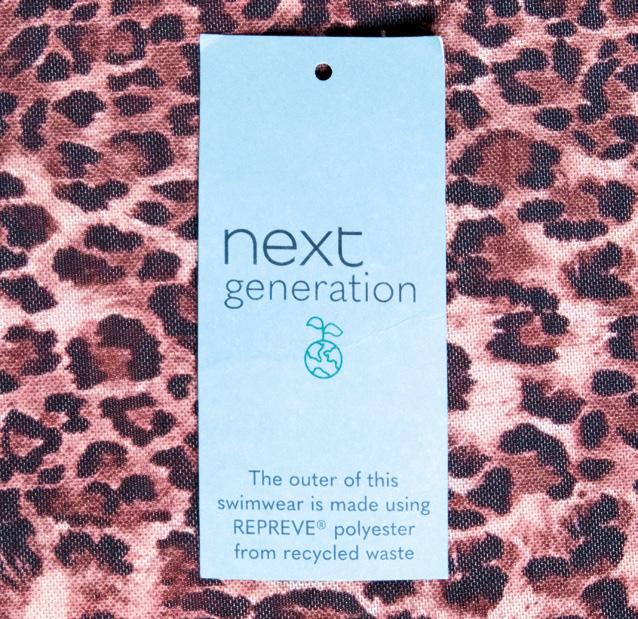 next
generation
The outer of this
swimwear is made using
REPREVE® polyester
from recycled waste